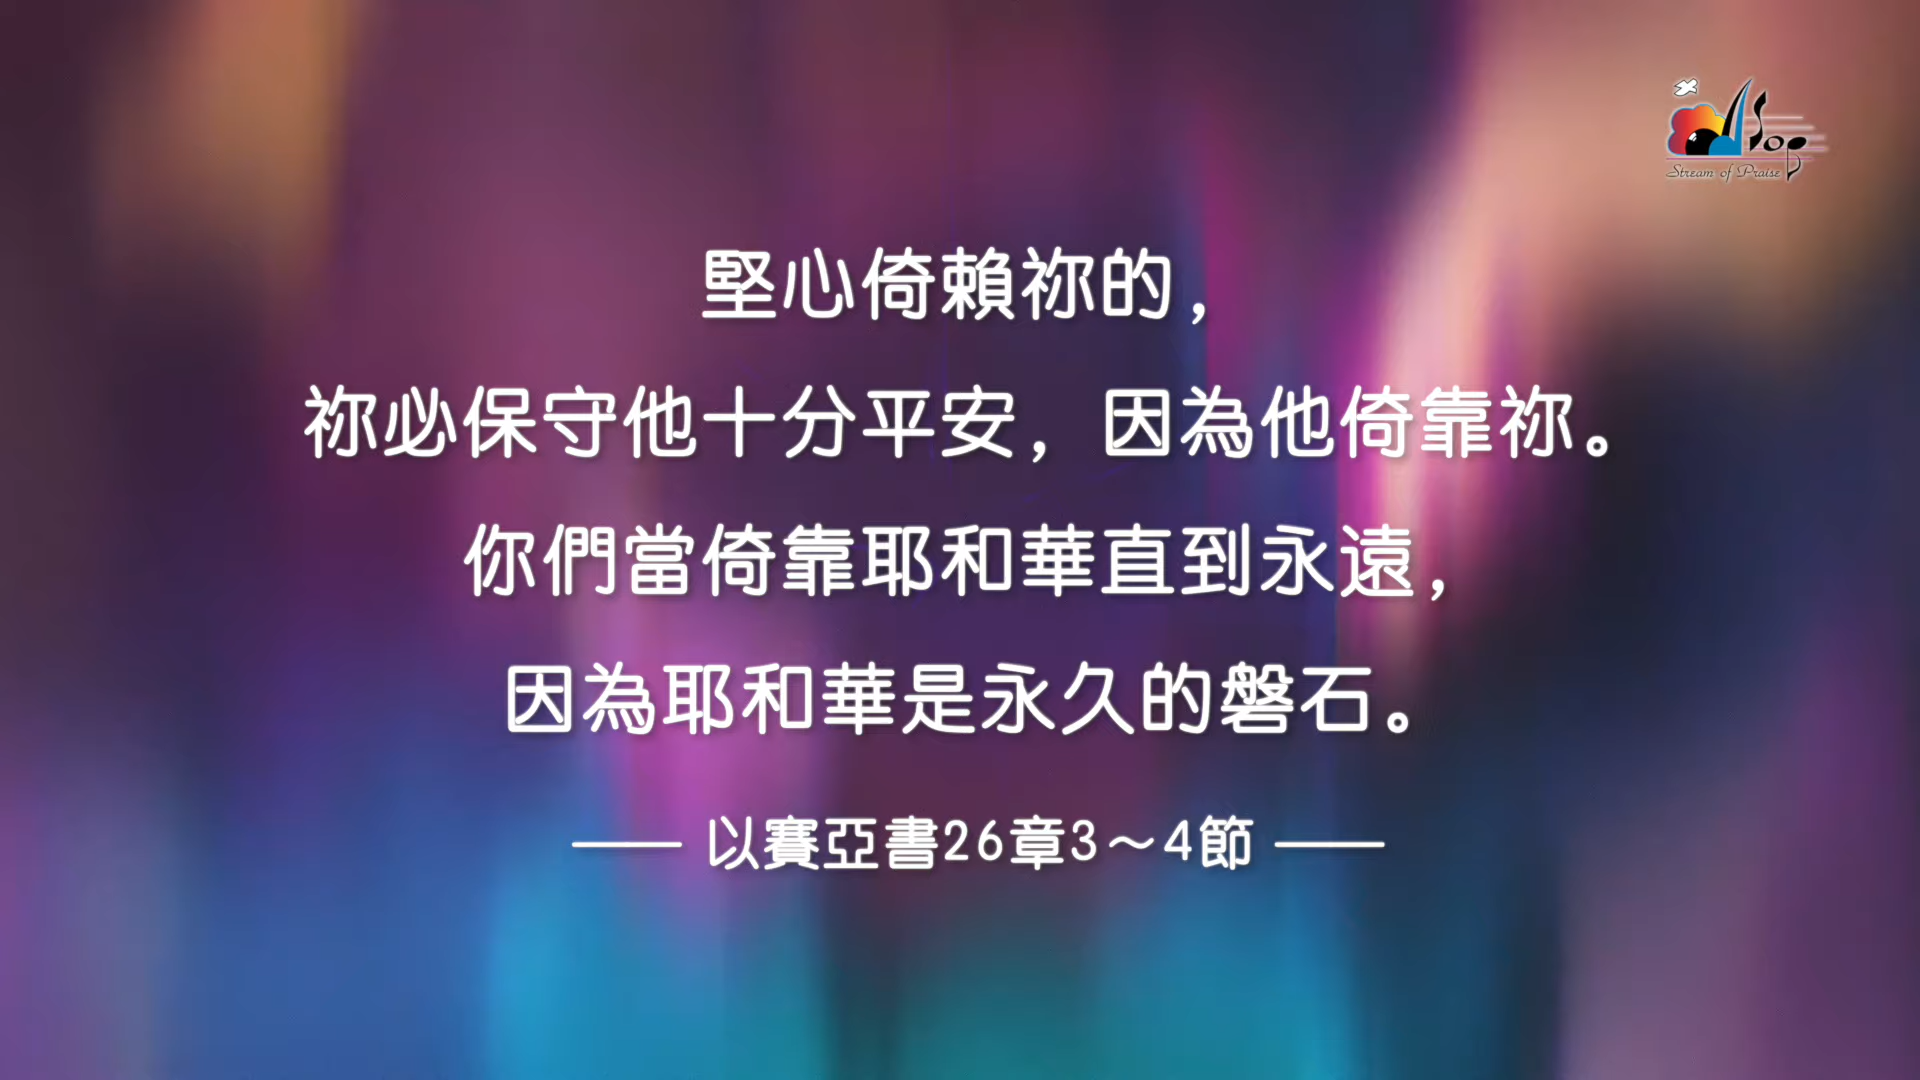 Sop
Stream of Praise
堅心倚賴祢的，
祢必保守他十分平安，因為他倚靠祢。
你們當倚靠耶和華直到永遠，
因為耶和華是永久的磐石。
—— 以賽亞書26章3～4節 ——